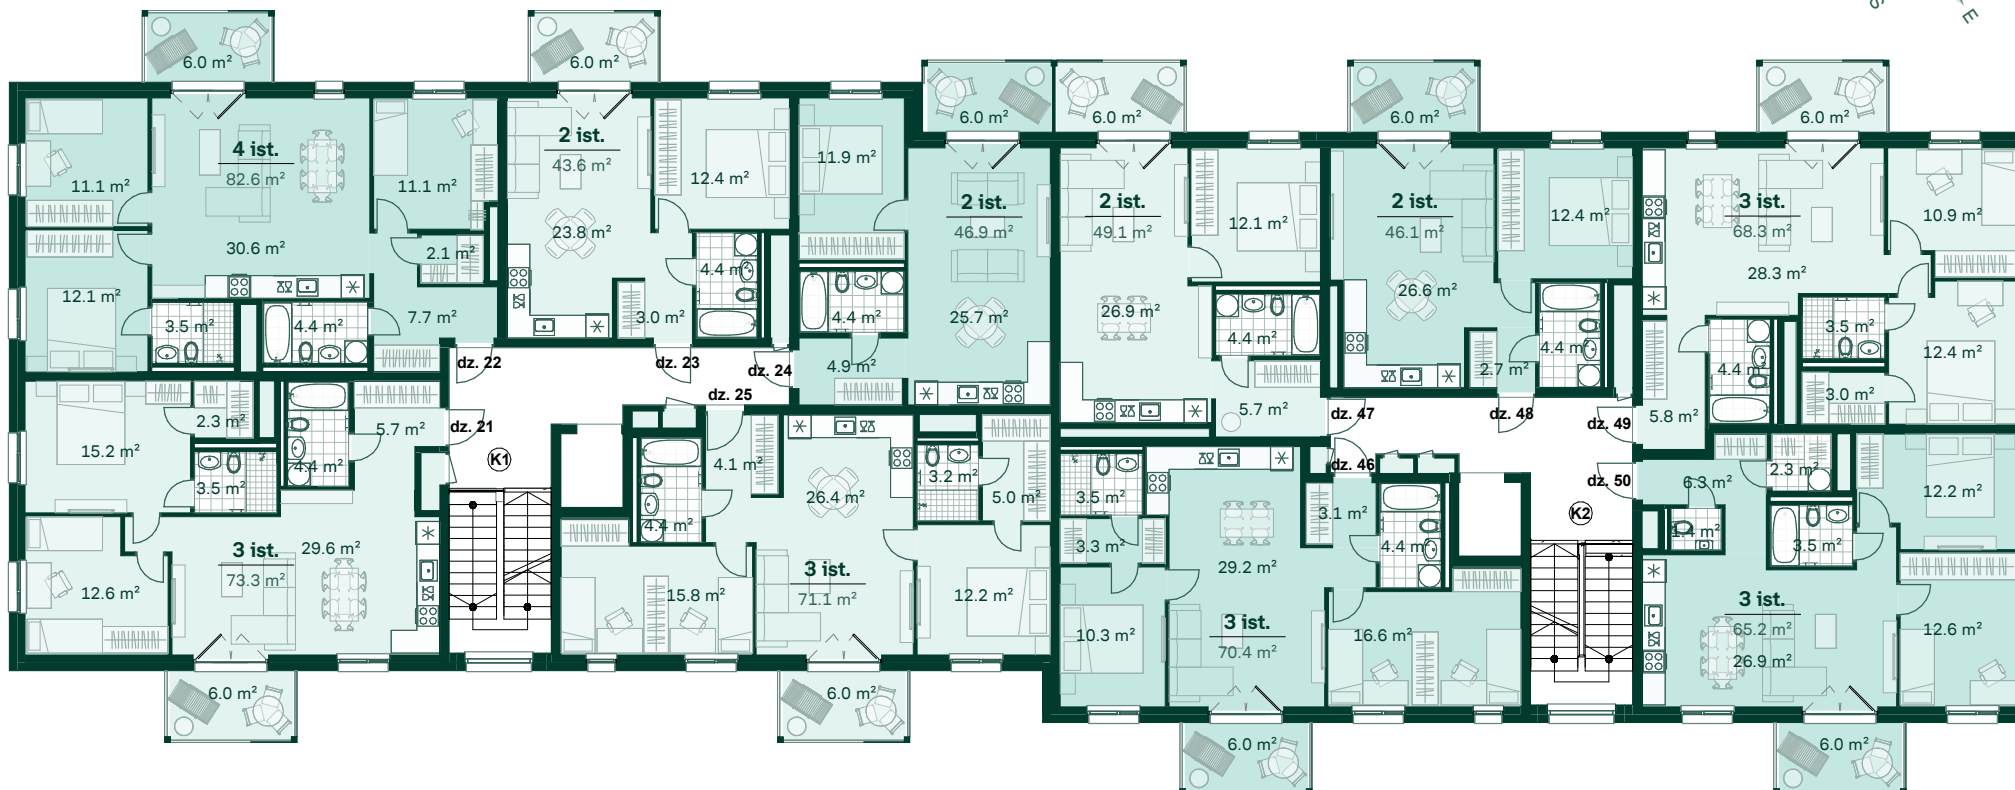 S
E
6.0 m²
6.0 m²
6.0 m²
6.0 m²
6.0 m²
6.0 m²
4 ist.
82.6 m²
11.1 m²
11.1 m²
30.6 m²
2.1 m²
12.1 m²
3.5 m²
4.4 m²
7.7 m²
dz. 22
2 ist.
43.6 m²
12.4 m²
23.8 m²
4.4 m²
3.0 m²
dz. 23
11.9 m²
2 ist.
46.9 m²
4.4 m²
25.7 m²
4.9 m²
dz. 24
dz. 25
2 ist.
49.1 m²
12.1 m²
26.9 m²
4.4 m²
5.7 m²
dz. 47
2 ist.
46.1 m²
12.4 m²
26.6 m²
4.4 m²
2.7 m²
dz. 48
3 ist.
68.3 m²
10.9 m²
28.3 m²
3.5 m²
12.4 m²
4.4 m²
3.0 m²
5.8 m²
dz. 49
15.2 m²
2.3 m²
3.5 m²
4.4 m²
5.7 m²
dz. 21
K1
12.6 m²
3 ist.
73.3 m²
29.6 m²
6.0 m²
4.1 m²
4.4 m²
26.4 m²
3.2 m²
5.0 m²
15.8 m²
3 ist.
71.1 m²
12.2 m²
6.0 m²
dz. 46
3.5 m²
3.3 m²
29.2 m²
3.1 m²
4.4 m²
10.3 m²
3 ist.
70.4 m²
16.6 m²
6.0 m²
dz. 50
K2
6.3 m²
2.3 m²
1.4 m²
3.5 m²
12.2 m²
3 ist.
65.2 m²
26.9 m²
12.6 m²
6.0 m²